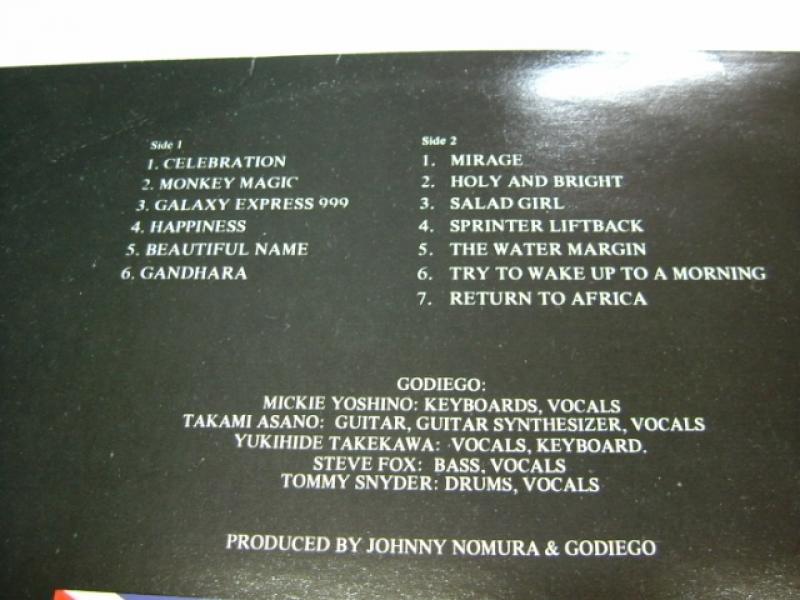 Side 1
1. CELEBRATION
2. MONKEY MAGIC
3. GALAXY EXPRESS 999
4. HAPPINESS
5. BEAUTIFUL NAME
6. GANDHARA
Side 2
1. MIRAGE
2. HOLY AND BRIGHT
3. SALAD GIRL
4. SPRINTER LIFTBACK
5. THE WATER MARGIN
6. TRY TO WAKE UP TO A MORNING
7. RETURN TO AFRICA
GODIEGO:
MICKIE YOSHINO: KEYBOARDS, VOCALS
TAKAMI ASANO: GUITAR, GUITAR SYNTHESIZER, VOCALS
YUKIHIDE TAKEKAWA: VOCALS, KEYBOARD.
STEVE FOX: BASS, VOCALS
TOMMY SNYDER: DRUMS, VOCALS
PRODUCED BY JOHNNY NOMURA & GODIEGO